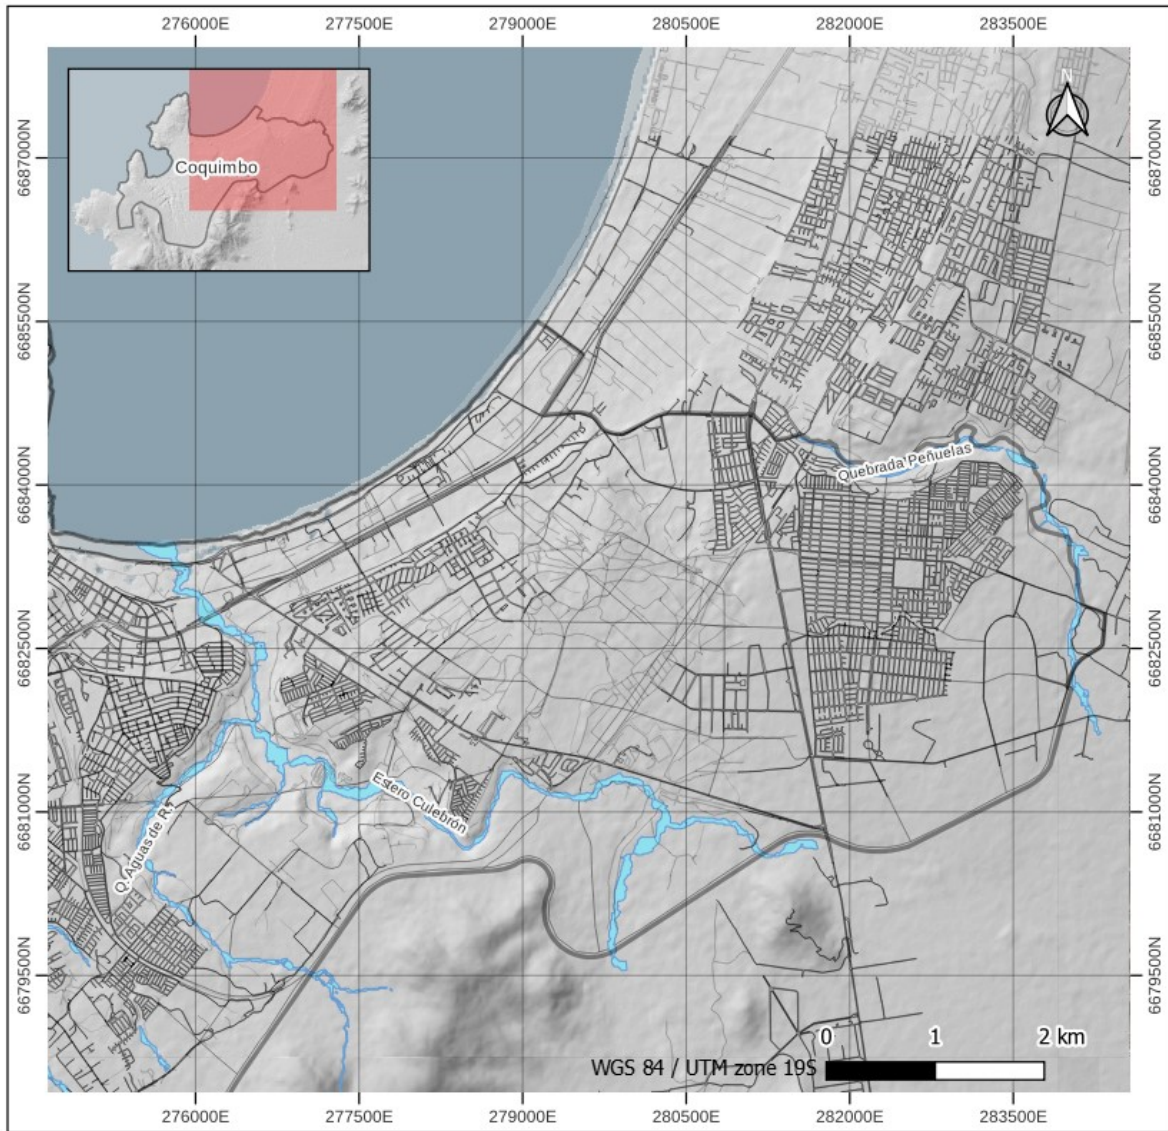 276000E 277500E 279000E 280500E 282000E 283500E
N
Coquimbo
6687000N 6687000N
6685500N 6685500N
Quebrada Peñuelas
6684000N 6684000N
6682500N 6682500N
Estero Culebrón
6681000N 6681000N
Q. Aguas de R.
6679500N 6679500N
0 1 2 km
WGS 84 / UTM zone 19S
276000E 277500E 279000E 280500E 282000E 283500E